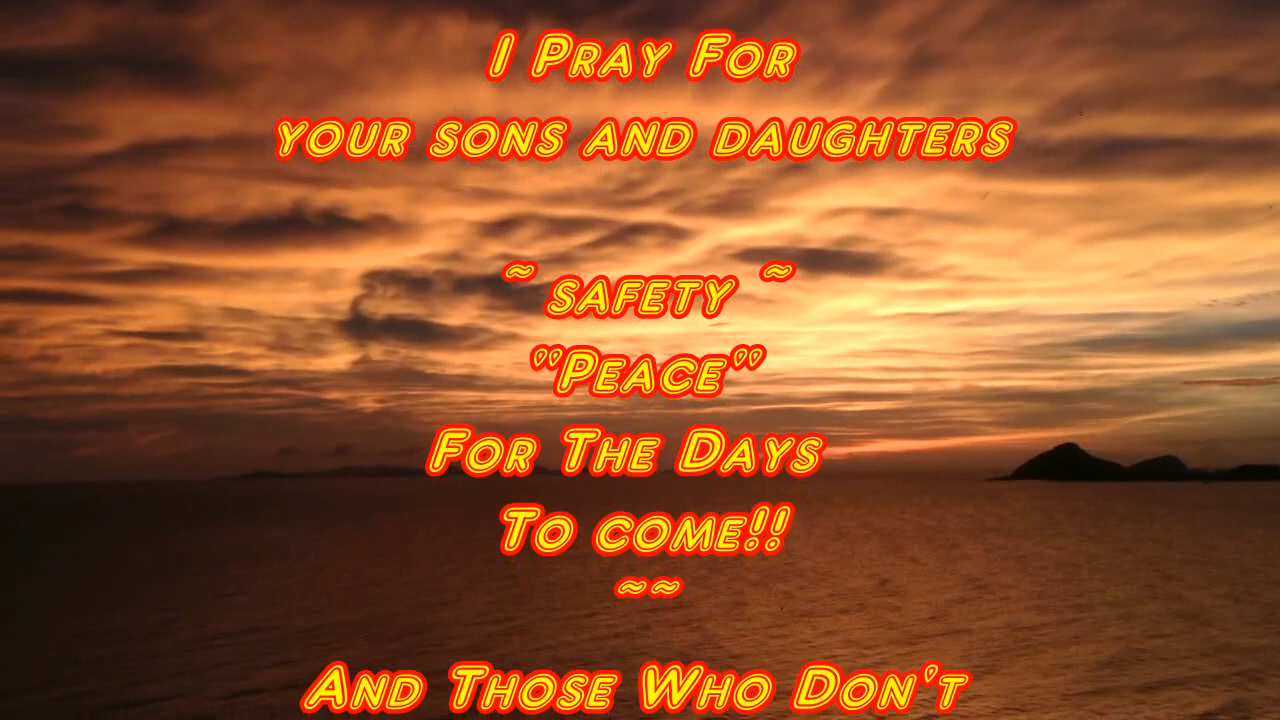 I Pray For
your sons and daughters
~ safety ~
"Peace"
For The Days
To come!!
~~
And Those Who Don't